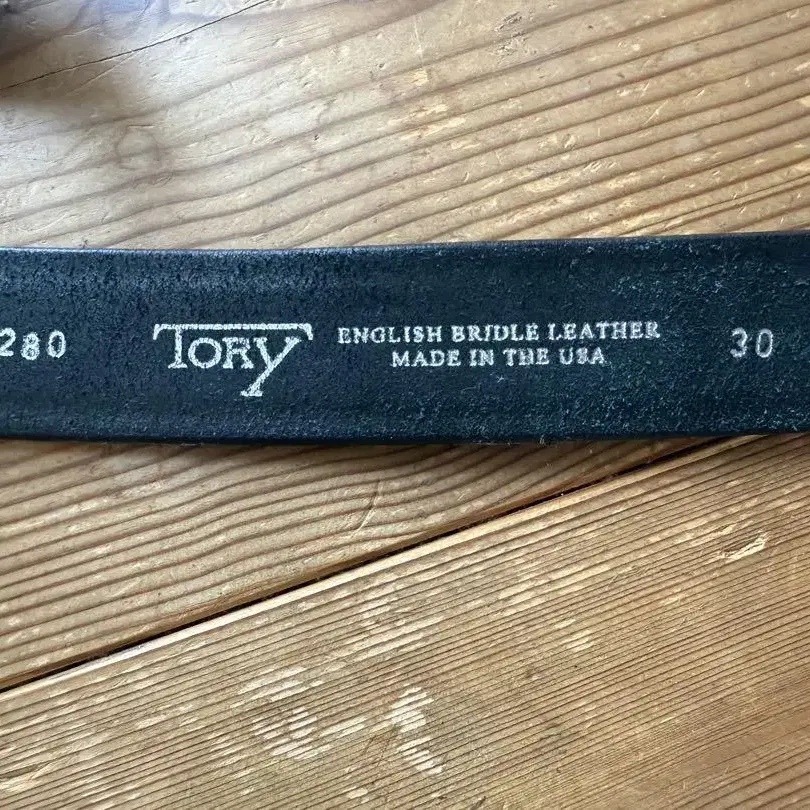 280
TORY
ENGLISH BRIDLE LEATHER
MADE IN THE USA
30